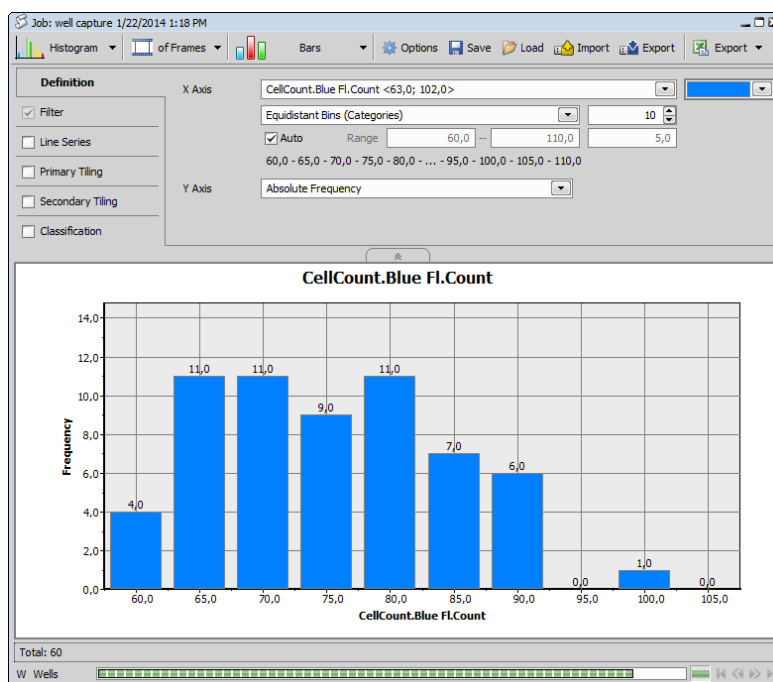 Job: well capture 1/22/2014 1:18 PM
Histogram of Frames Bars Options Save Load Import Export Export
Definition
Filter
Line Series
Primary Tiling
Secondary Tiling
Classification
X Axis CellCount.Blue Fl.Count <63,0; 102,0>
Equidistant Bins (Categories) 10
Auto Range 60,0 -- 110,0 5,0
60,0 - 65,0 - 70,0 - 75,0 - 80,0 - ... - 95,0 - 100,0 - 105,0 - 110,0
Y Axis Absolute Frequency
CellCount.Blue Fl.Count
14,0
12,0
10,0
8,0
6,0
4,0
2,0
0,0
Frequency
4,0 11,0 11,0 9,0 11,0 7,0 6,0 0,0 1,0 0,0
60,0 65,0 70,0 75,0 80,0 85,0 90,0 95,0 100,0 105,0
CellCount.Blue Fl.Count
Total: 60
W Wells